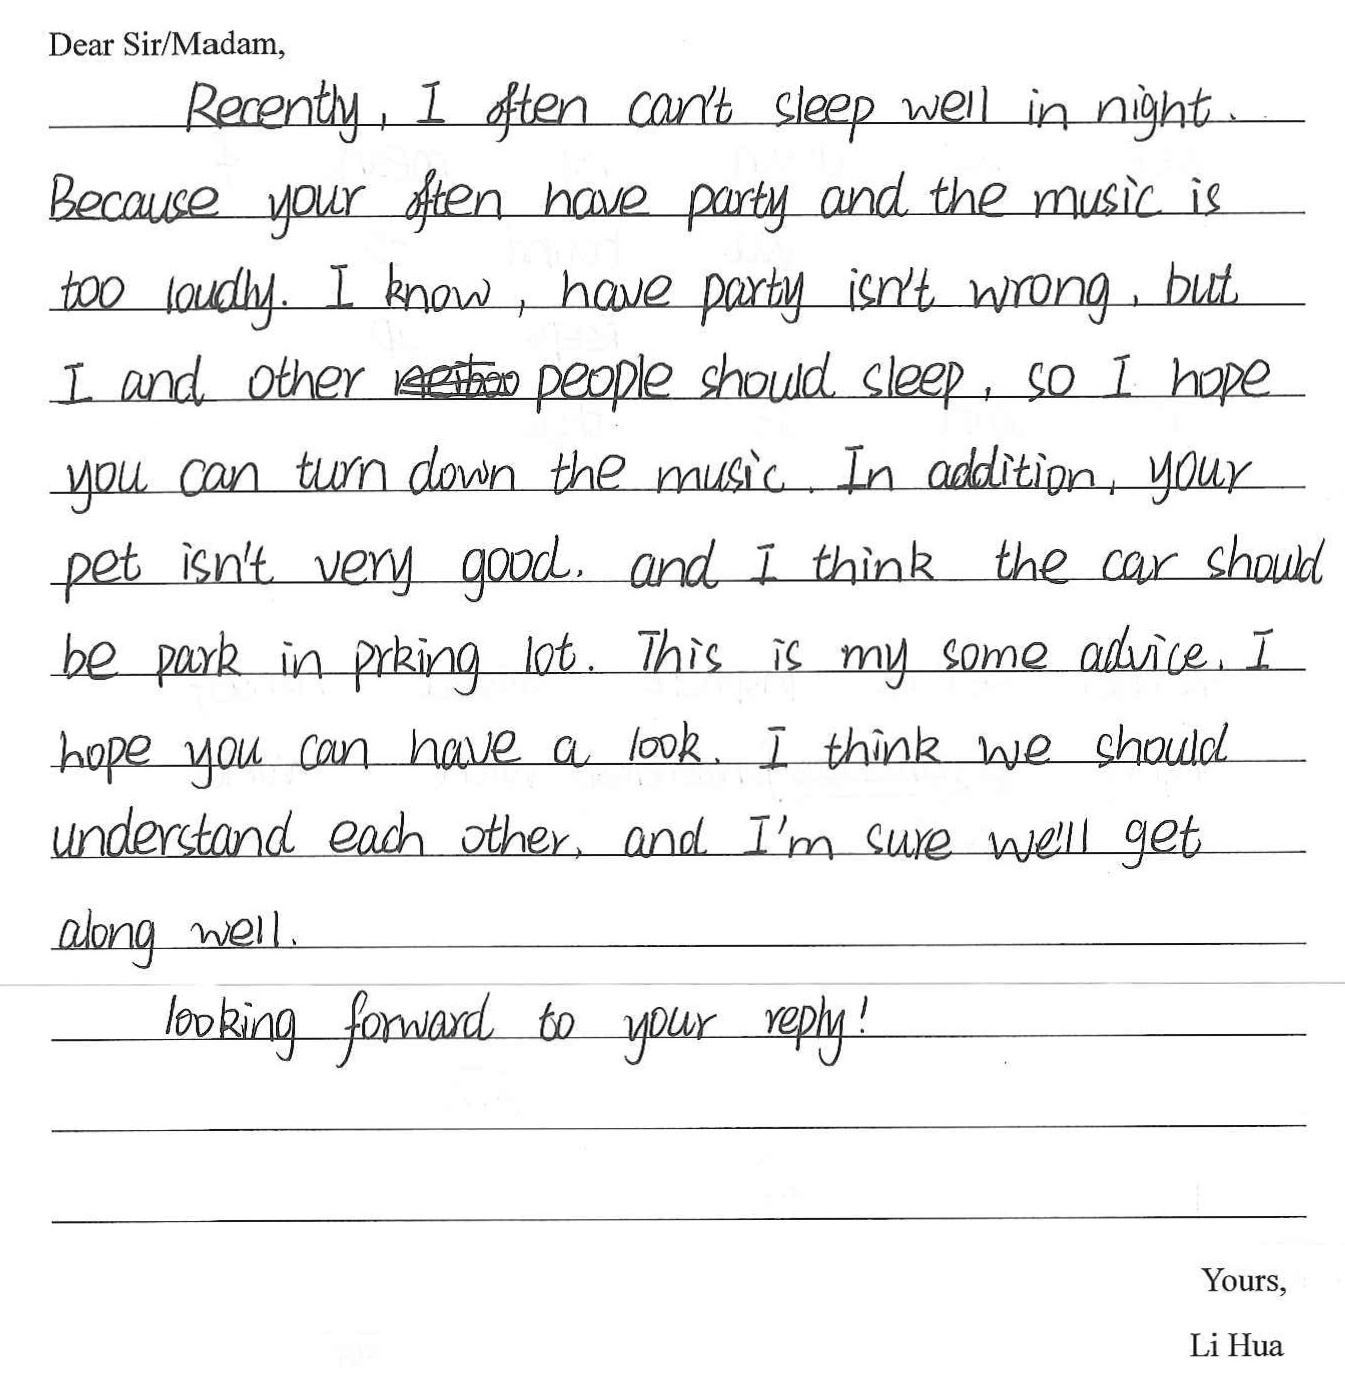 Dear Sir/Madam,
Recently, I often can't sleep well in night.
Because your often have party and the music is
too loudly. I know, have party isn't wrong, but
I and other people should sleep, so I hope
you can turn down the music. In addition, your
pet isn't very good. and I think the car should
be park in prking lot. This is my some advice. I
hope you can have a look. I think we should
understand each other, and I'm sure we'll get
along well.
looking forward to your reply!
Yours,
Li Hua